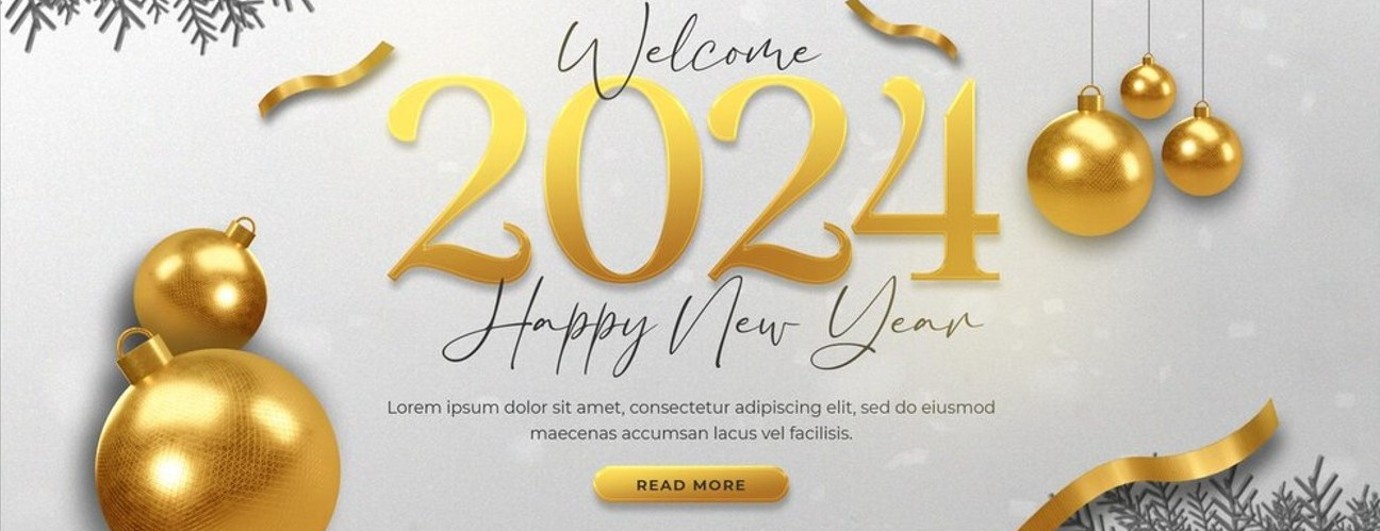 Welcome
2024
Happy New Year
Lorem ipsum dolor sit amet, consectetur adipiscing elit, sed do eiusmod
maecenas accumsan lacus vel facilisis.
READ MORE